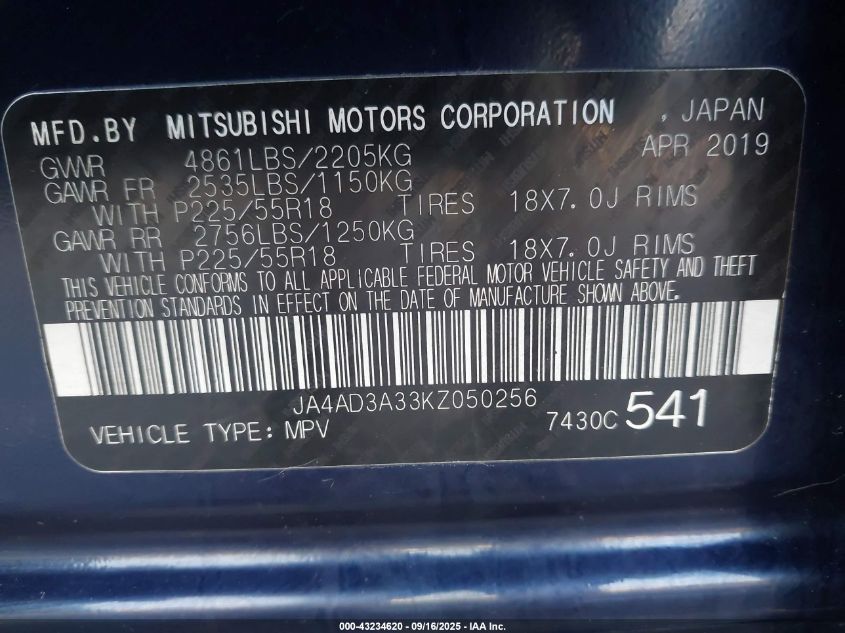 MFD.BY MITSUBISHI MOTORS CORPORATION , JAPAN
GVWR 4861LBS/2205KG APR 2019
GAWR FR 2535LBS/1150KG
WITH P225/55R18 TIRES 18X7.0J RIMS
GAWR RR 2756LBS/1250KG
WITH P225/55R18 TIRES 18X7.0J RIMS
THIS VEHICLE CONFORMS TO ALL APPLICABLE FEDERAL MOTOR VEHICLE SAFETY AND THEFT
PREVENTION STANDARDS IN EFFECT ON THE DATE OF MANUFACTURE SHOWN ABOVE.
JA4AD3A33KZ050256
VEHICLE TYPE: MPV 7430C 541
000-43234620 - 09/16/2025 - IAA Inc.